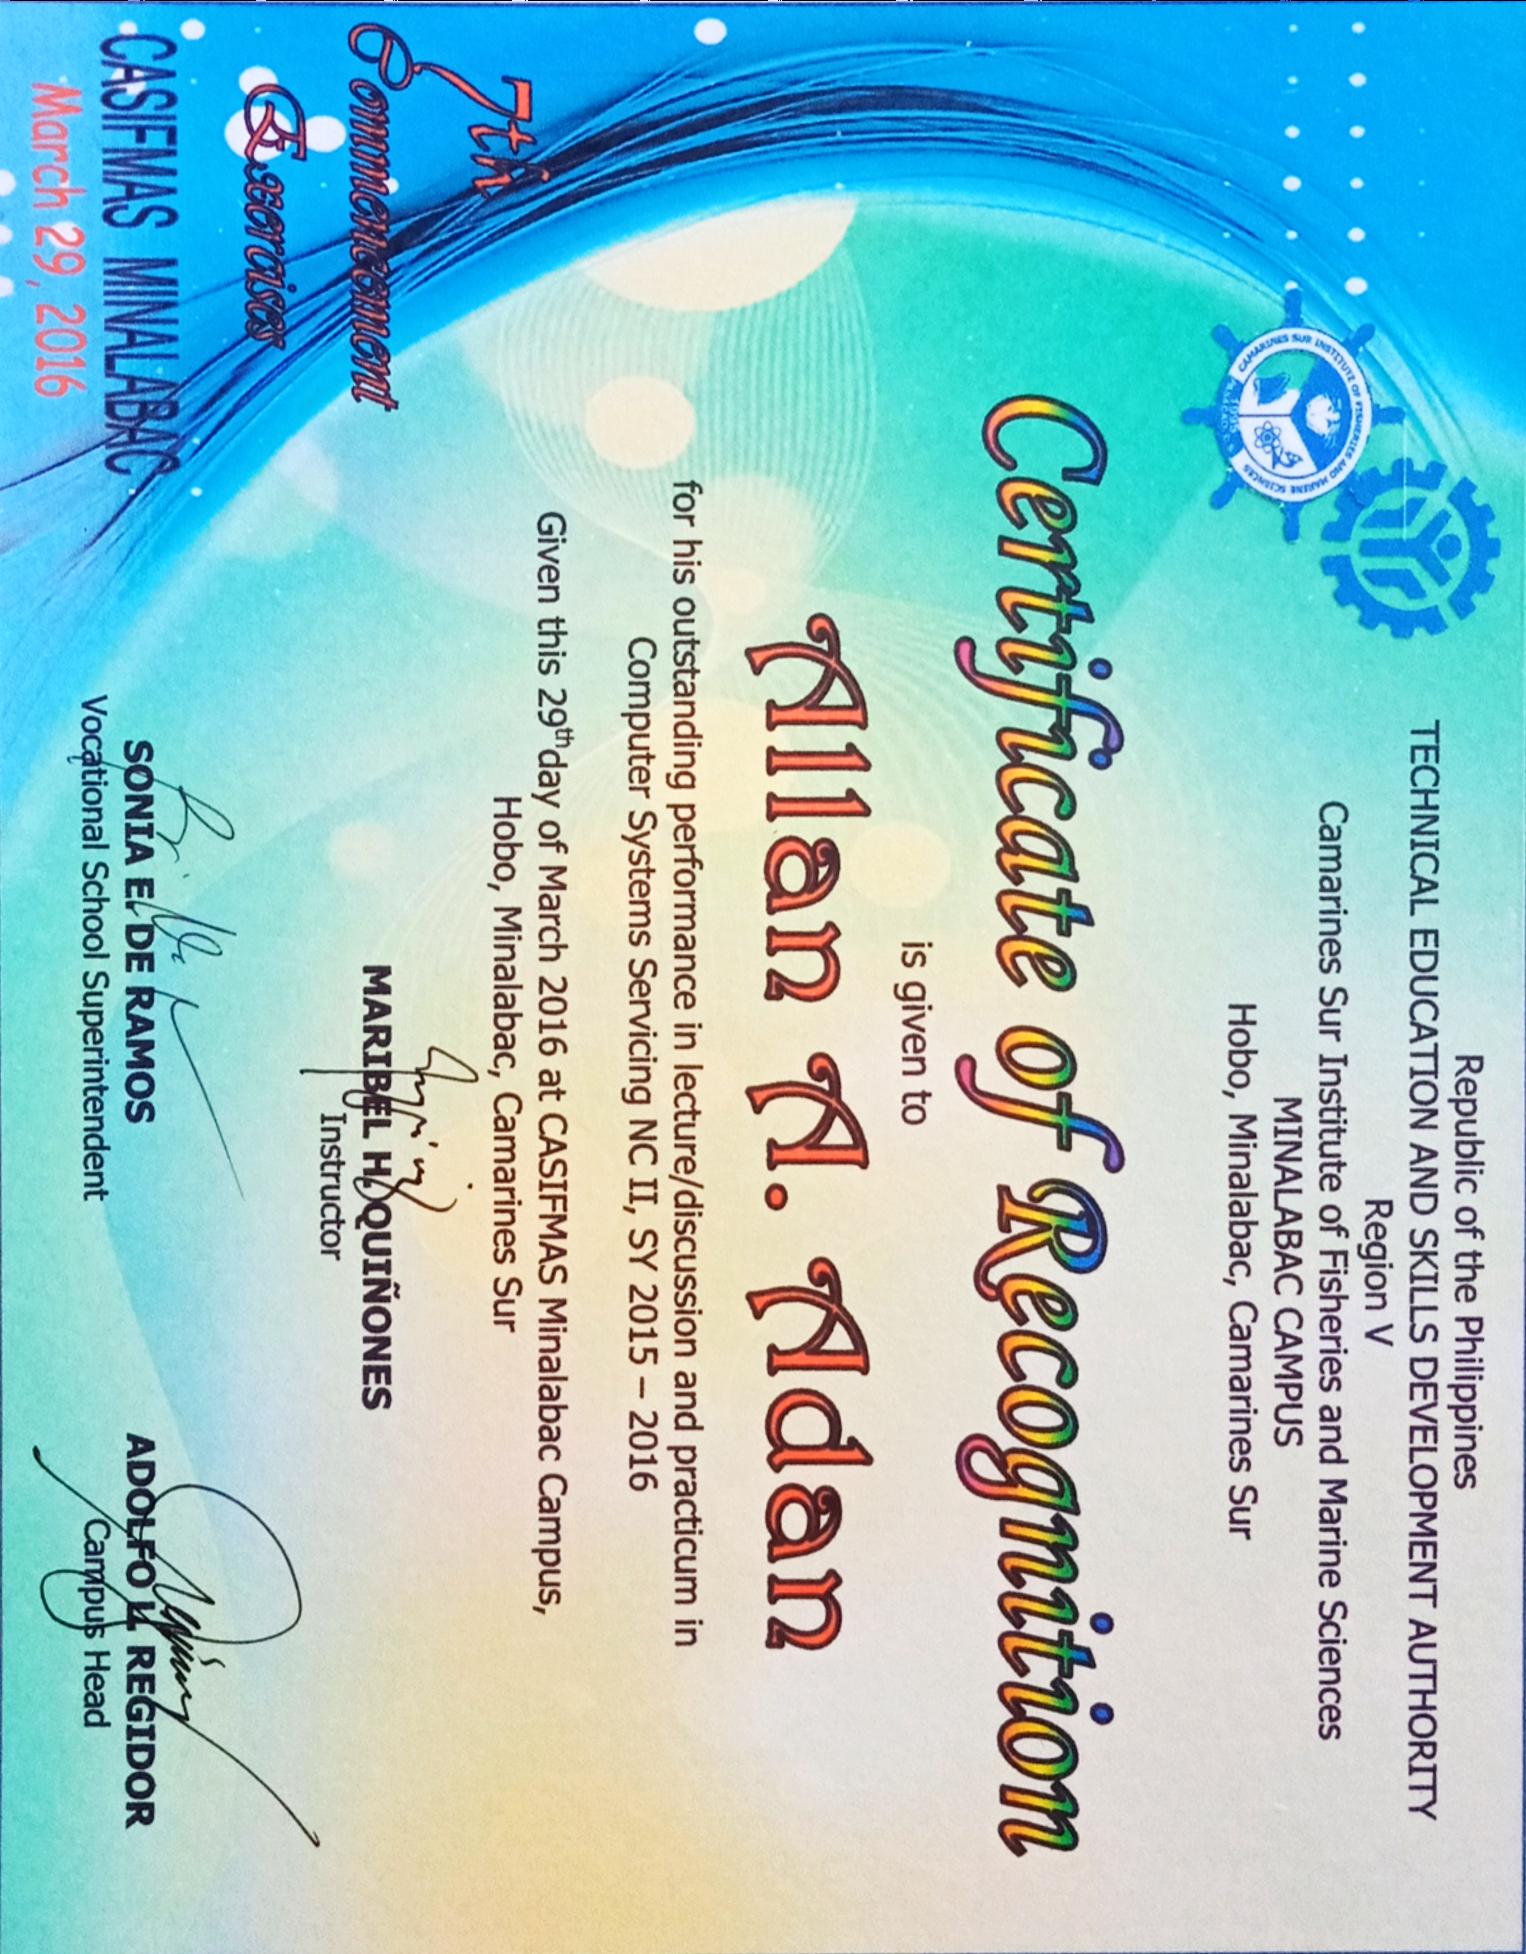 Republic of the Philippines
TECHNICAL EDUCATION AND SKILLS DEVELOPMENT AUTHORITY
Region V
Camarines Sur Institute of Fisheries and Marine Sciences
MINALABAC CAMPUS
Hobo, Minalabac, Camarines Sur
CAMARINES SUR INSTITUTE OF FISHERIES AND MARINE SCIENCES
1995
PASACAO, C.S.
Certificate of Recognition
is given to
Allan A. Adan
for his outstanding performance in lecture/discussion and practicum in
Computer Systems Servicing NC II, SY 2015 – 2016
Given this 29th day of March 2016 at CASIFMAS Minalabac Campus,
Hobo, Minalabac, Camarines Sur
MARIBEL H. QUIÑONES
Instructor
SONIA E. DE RAMOS
Vocational School Superintendent
ADOLFO L. REGIDOR
Campus Head
7th
Commencement
Exercises
CASIFMAS MINALABAC
March 29, 2016